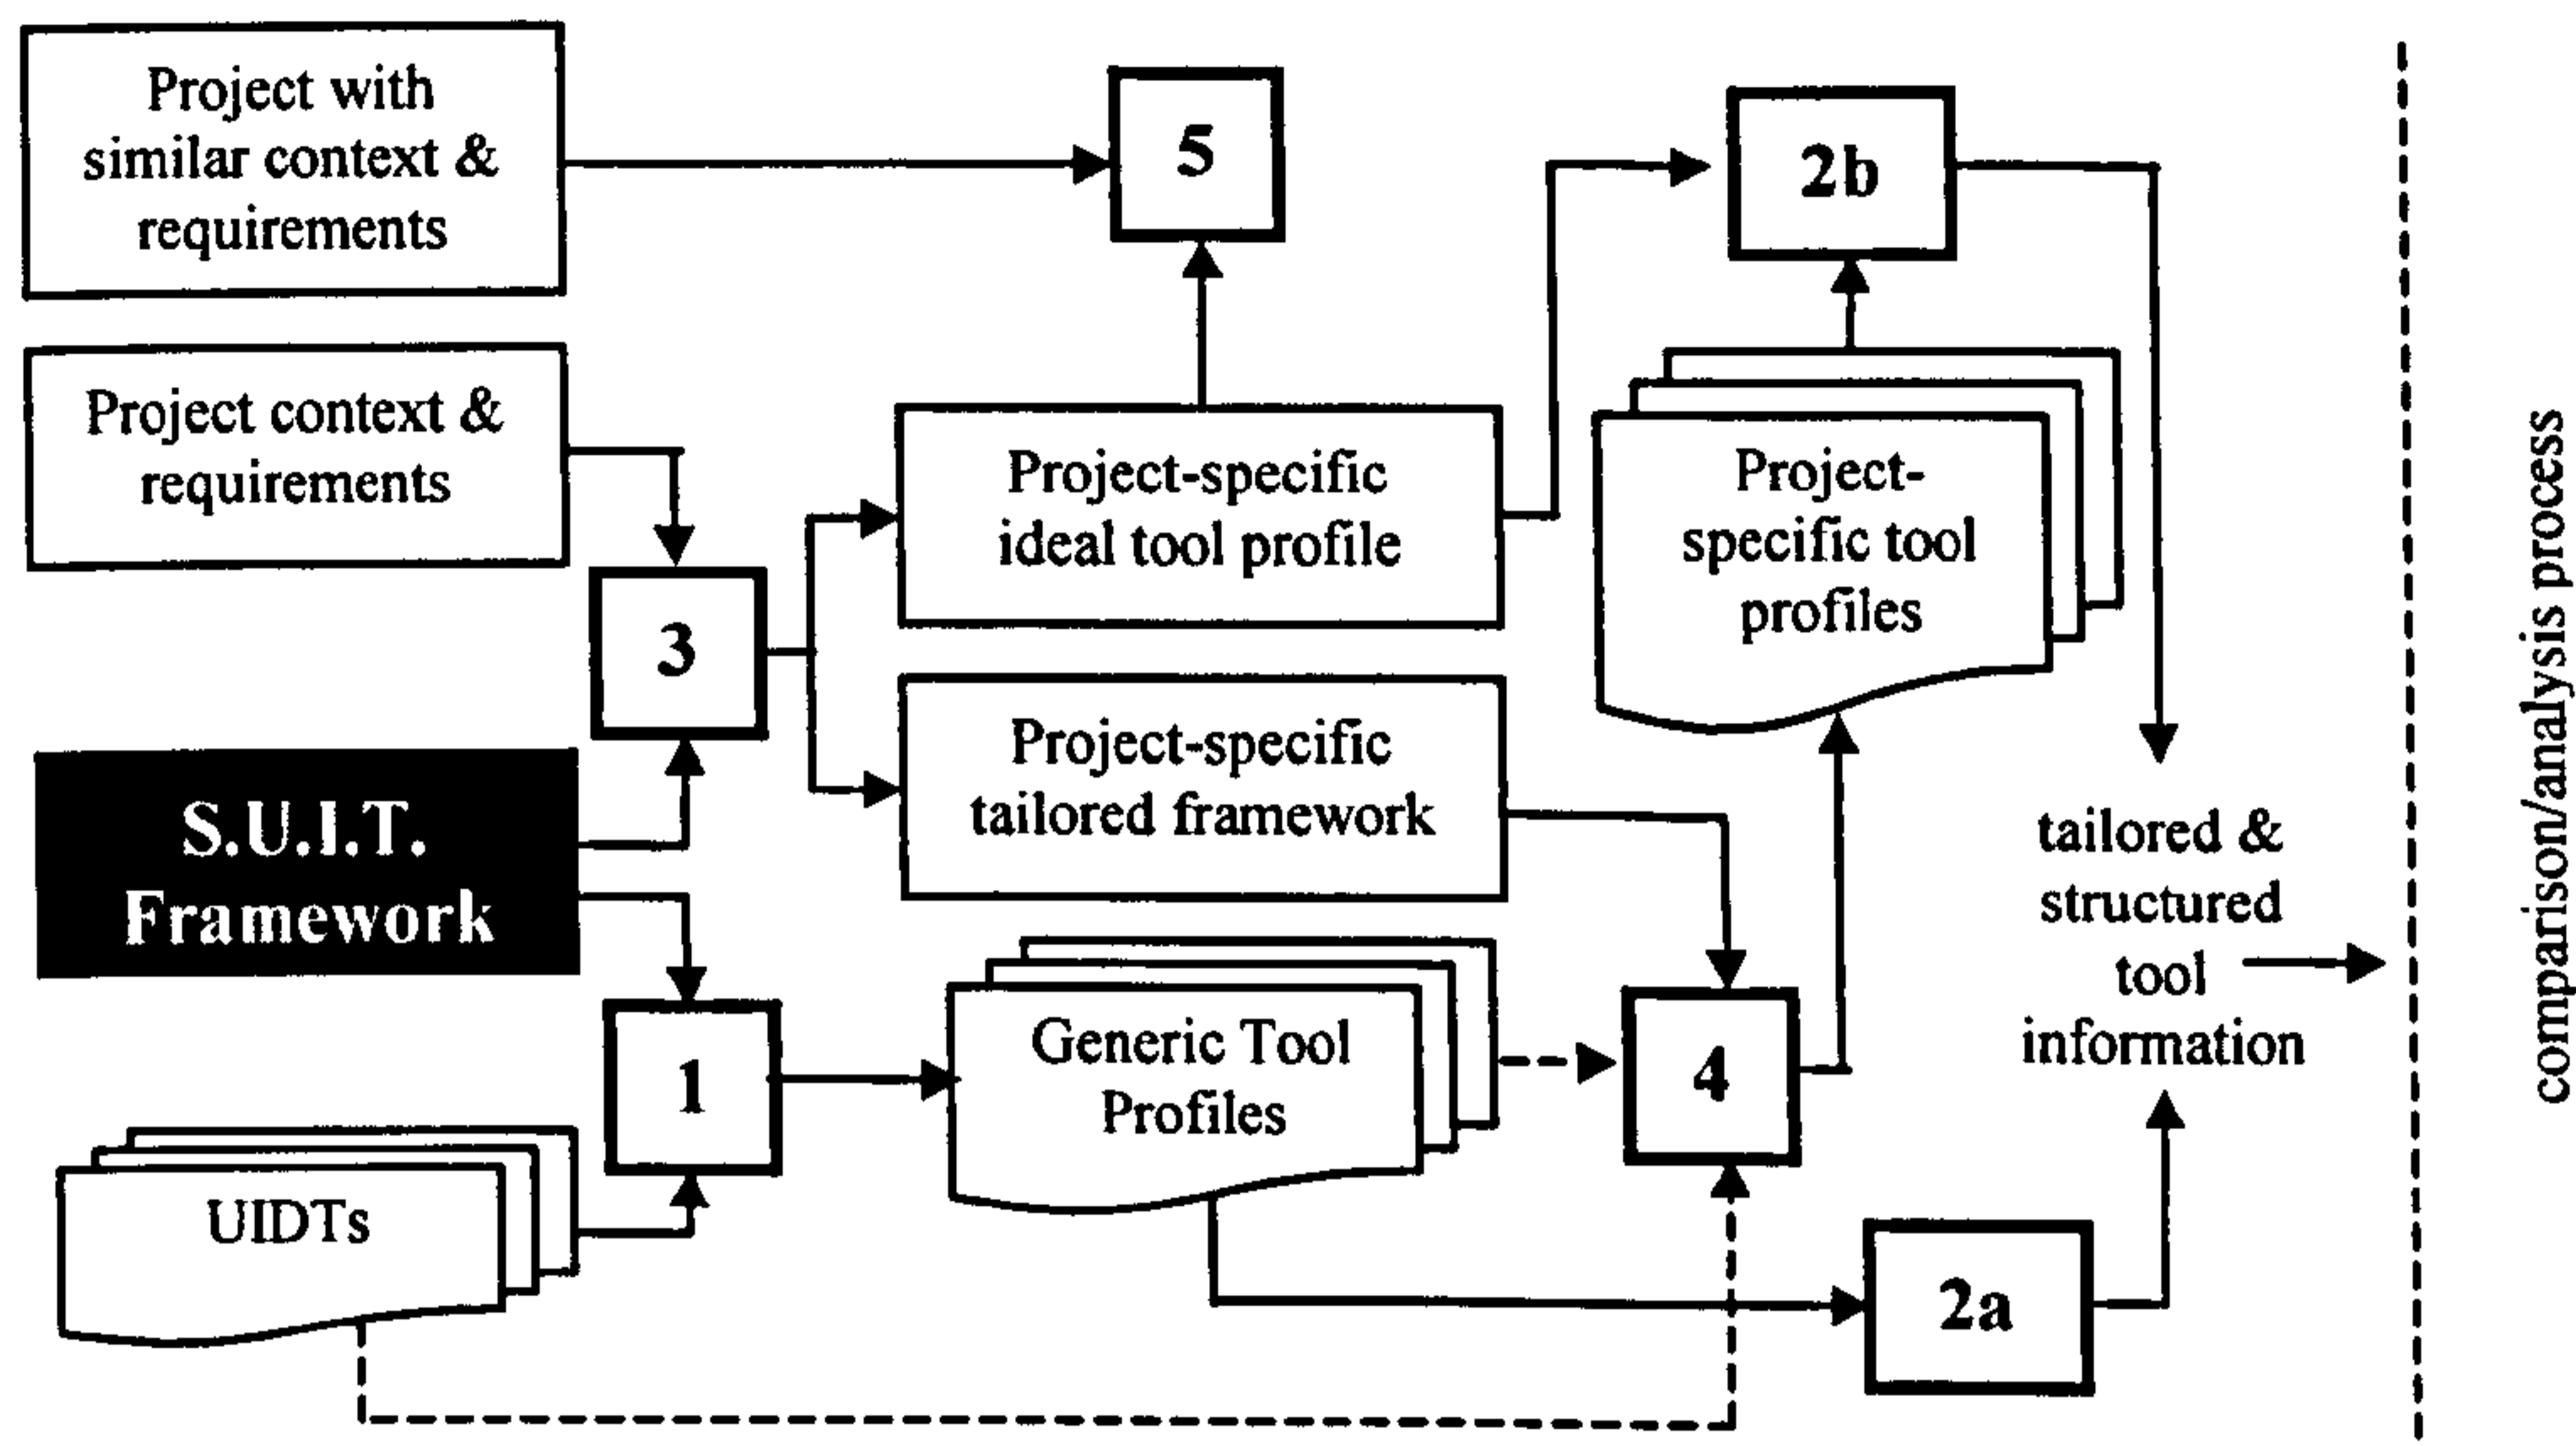 Project with
similar context &
requirements
5
2b
Project context &
requirements
3
Project-specific
ideal tool profile
Project-
specific tool
profiles
Project-specific
tailored framework
S.U.I.T.
Framework
1
Generic Tool
Profiles
4
UIDTs
2a
tailored &
structured
tool
information
comparison/analysis process